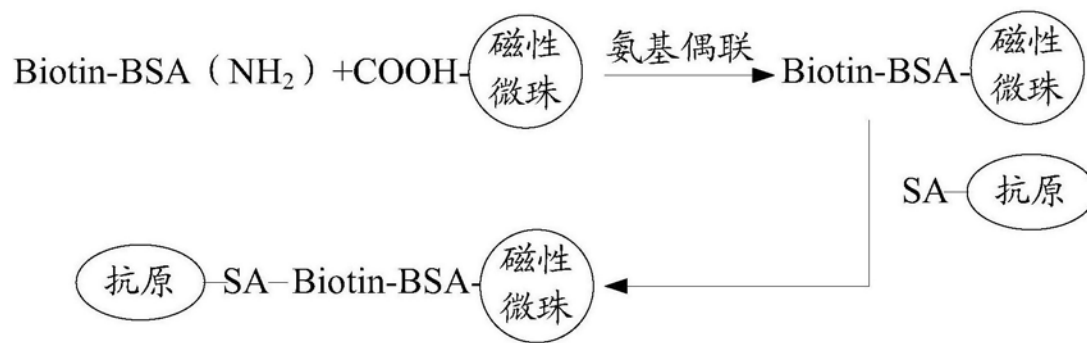 Biotin-BSA（NH₂）+COOH-磁性微珠
氨基偶联
Biotin-BSA-磁性微珠
SA-抗原
抗原-SA-Biotin-BSA-磁性微珠